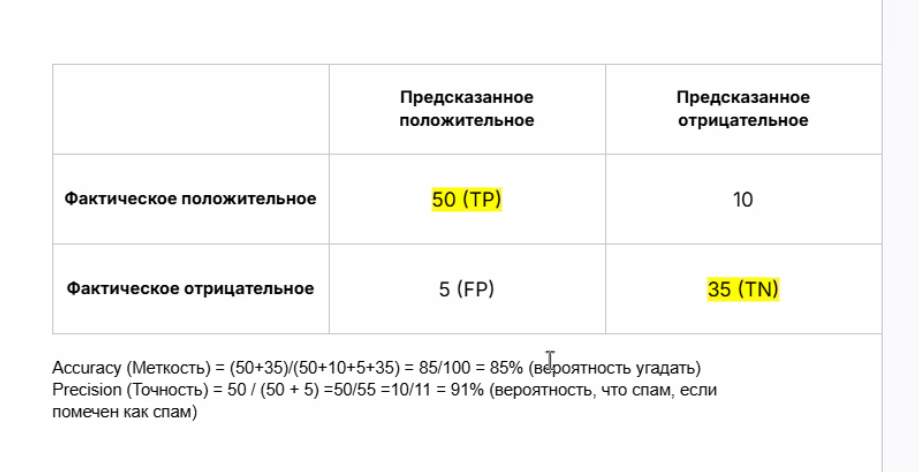 Предсказанное
положительное
Предсказанное
отрицательное
Фактическое положительное
50 (TP)
10
Фактическое отрицательное
5 (FP)
35 (TN)
Accuracy (Меткость) = (50+35)/(50+10+5+35) = 85/100 = 85% (вероятность угадать)
Precision (Точность) = 50 / (50 + 5) =50/55 =10/11 = 91% (вероятность, что спам, если
помечен как спам)